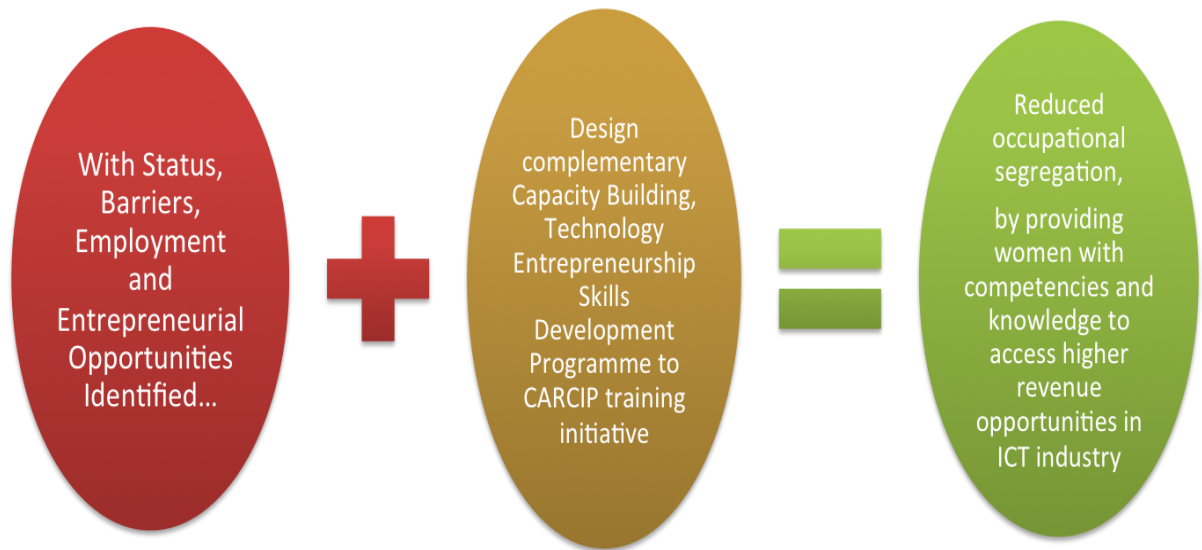 With Status,
Barriers,
Employment
and
Entrepreneurial
Opportunities
Identified...
Design
complementary
Capacity Building,
Technology
Entrepreneurship
Skills
Development
Programme to
CARCIP training
initiative
Reduced
occupational
segregation,
by providing
women with
competencies and
knowledge to
access higher
revenue
opportunities in
ICT industry